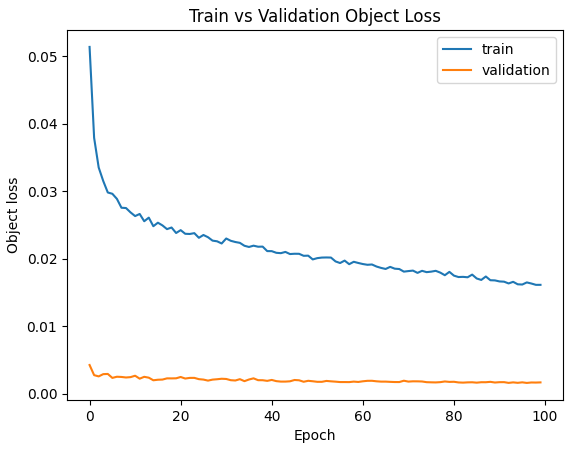 Train vs Validation Object Loss
train
validation
0.05
0.04
0.03
0.02
0.01
0.00
Object loss
0 20 40 60 80 100
Epoch